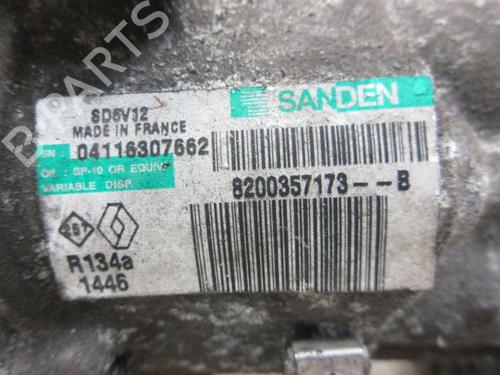 SD6V12
MADE IN FRANCE
SANDEN
SN : 04116307662
OIL : SP-10 OR EQUIV
VARIABLE DISP.
8200357173--B
R134a
1446
B-PARTS